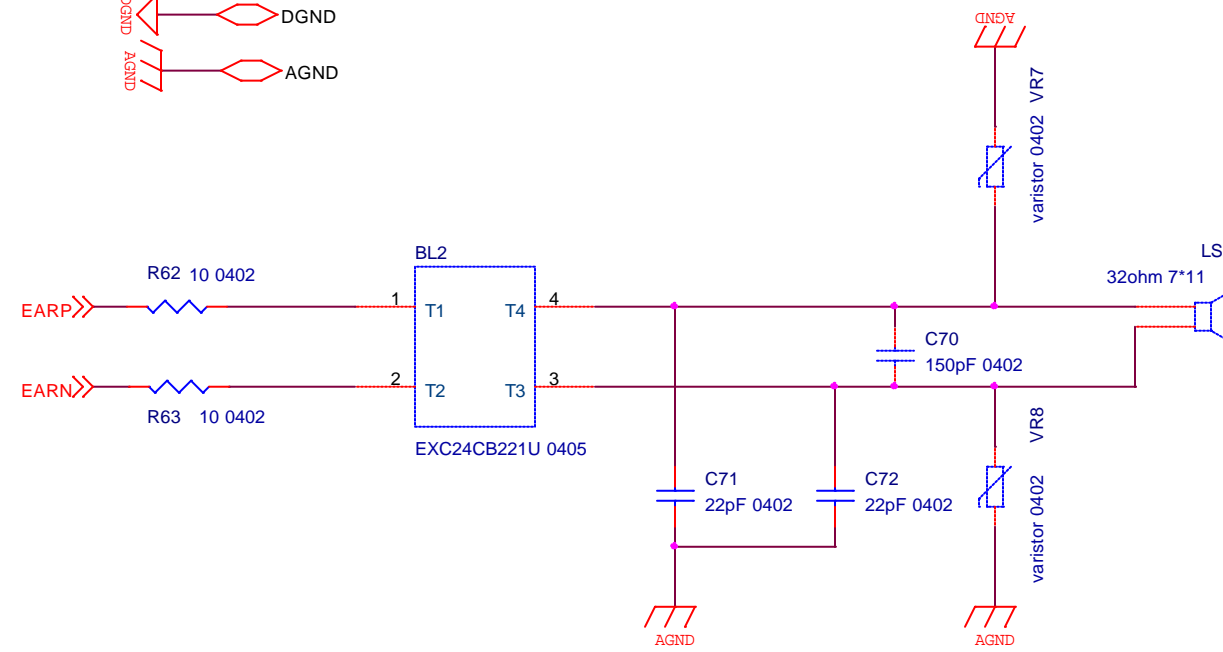 DGND
DGND
AGND
AGND
AGND
VR7
varistor 0402
LS
32ohm 7*11
BL2
R62 10 0402
EARP
1
T1
T4
4
C70
150pF 0402
EARN
2
T2
T3
3
R63 10 0402
EXC24CB221U 0405
VR8
varistor 0402
C71
22pF 0402
C72
22pF 0402
AGND
AGND